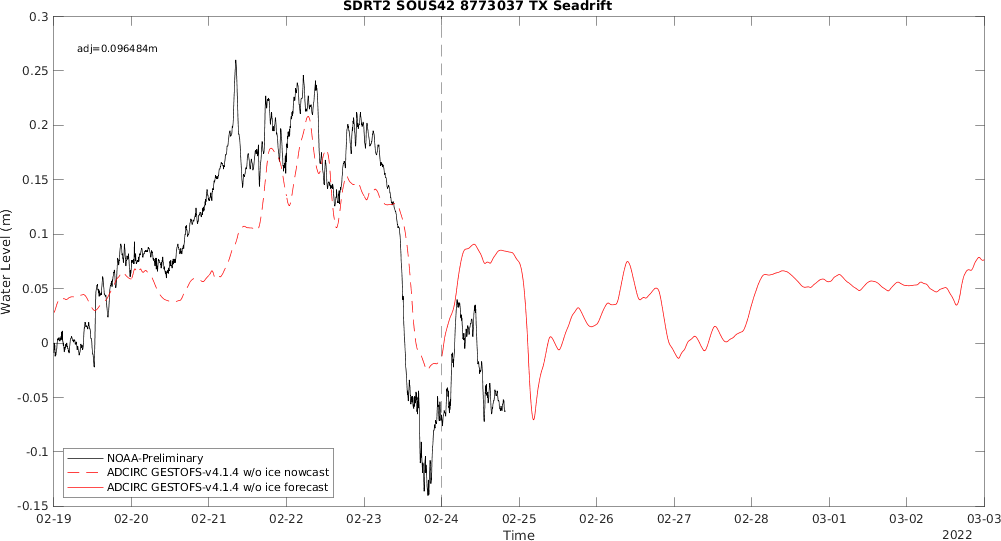 SDRT2 SOUS42 8773037 TX Seadrift
adj=0.096484m
0.3
0.25
0.2
0.15
0.1
0.05
0
-0.05
-0.1
-0.15
Water Level (m)
NOAA-Preliminary
ADCIRC GESTOFS-v4.1.4 w/o ice nowcast
ADCIRC GESTOFS-v4.1.4 w/o ice forecast
02-19 02-20 02-21 02-22 02-23 02-24 02-25 02-26 02-27 02-28 03-01 03-02 03-03
Time
2022